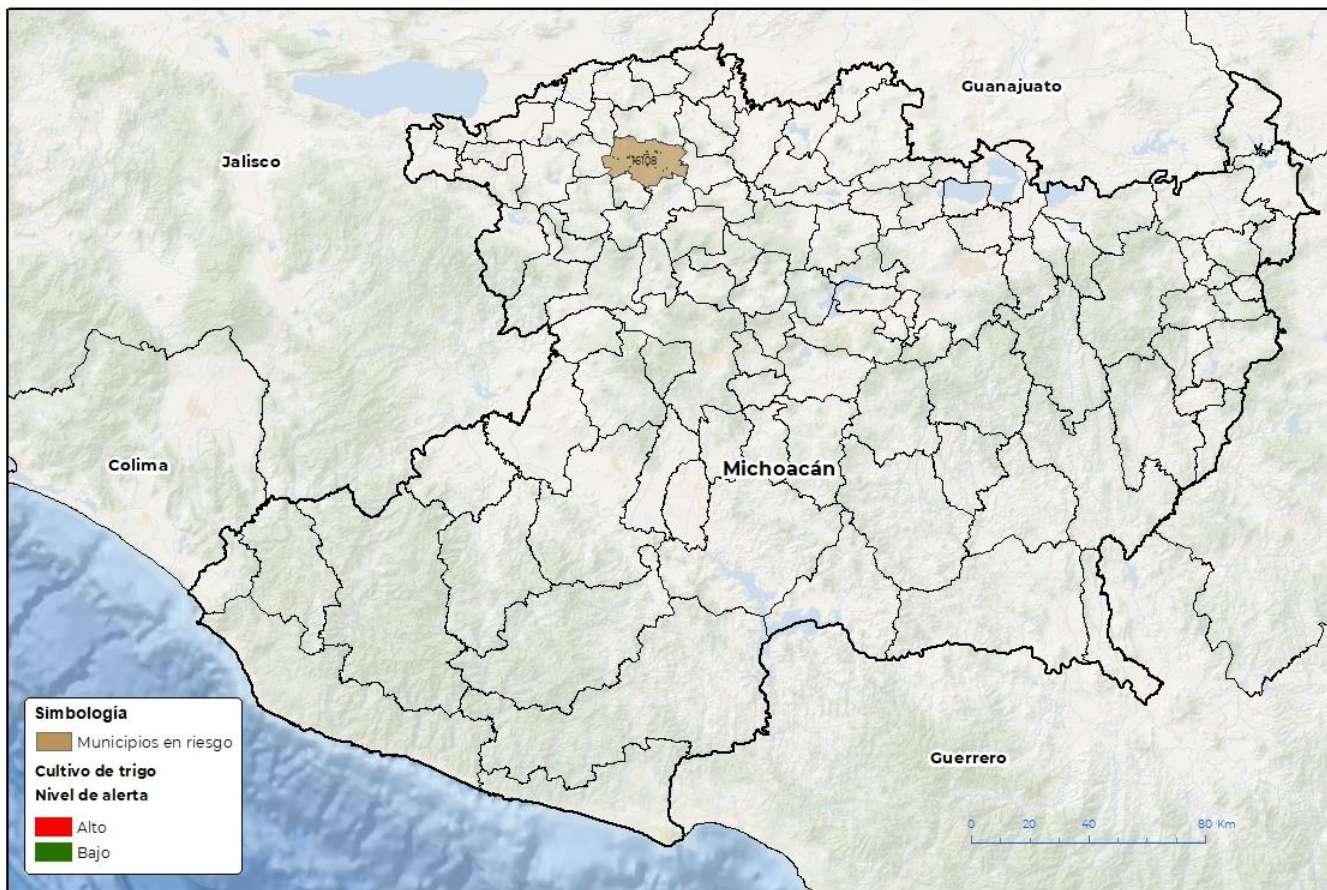 Guanajuato
Jalisco
16108
Colima
Michoacán
Guerrero
Simbología
Municipios en riesgo
Cultivo de trigo
Nivel de alerta
Alto
Bajo
0 20 40 80 Km